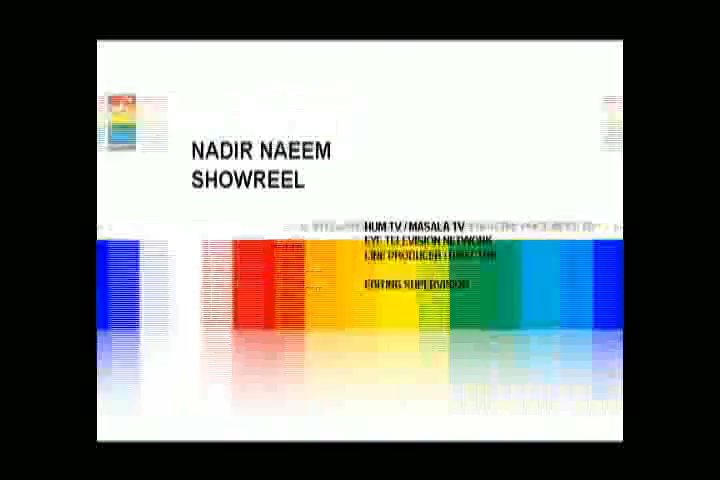 NADIR NAEEM
SHOWREEL
HUM TV / MASALA TV
EYE TELEVISION NETWORK
LINE PRODUCER / DIRECTOR
EDITING SUPERVISOR